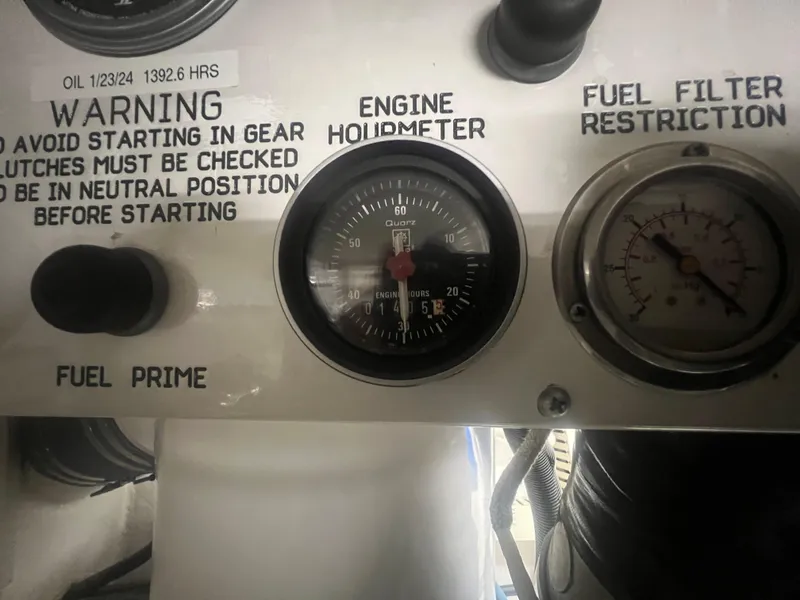 OIL 1/23/24 1392.6 HRS
WARNING
AVOID STARTING IN GEAR
LUTCHES MUST BE CHECKED
BE IN NEUTRAL POSITION
BEFORE STARTING
FUEL PRIME
ENGINE
HOURMETER
60
Quartz
50 10
40 ENGINE HOURS 20
30
FUEL FILTER
RESTRICTION